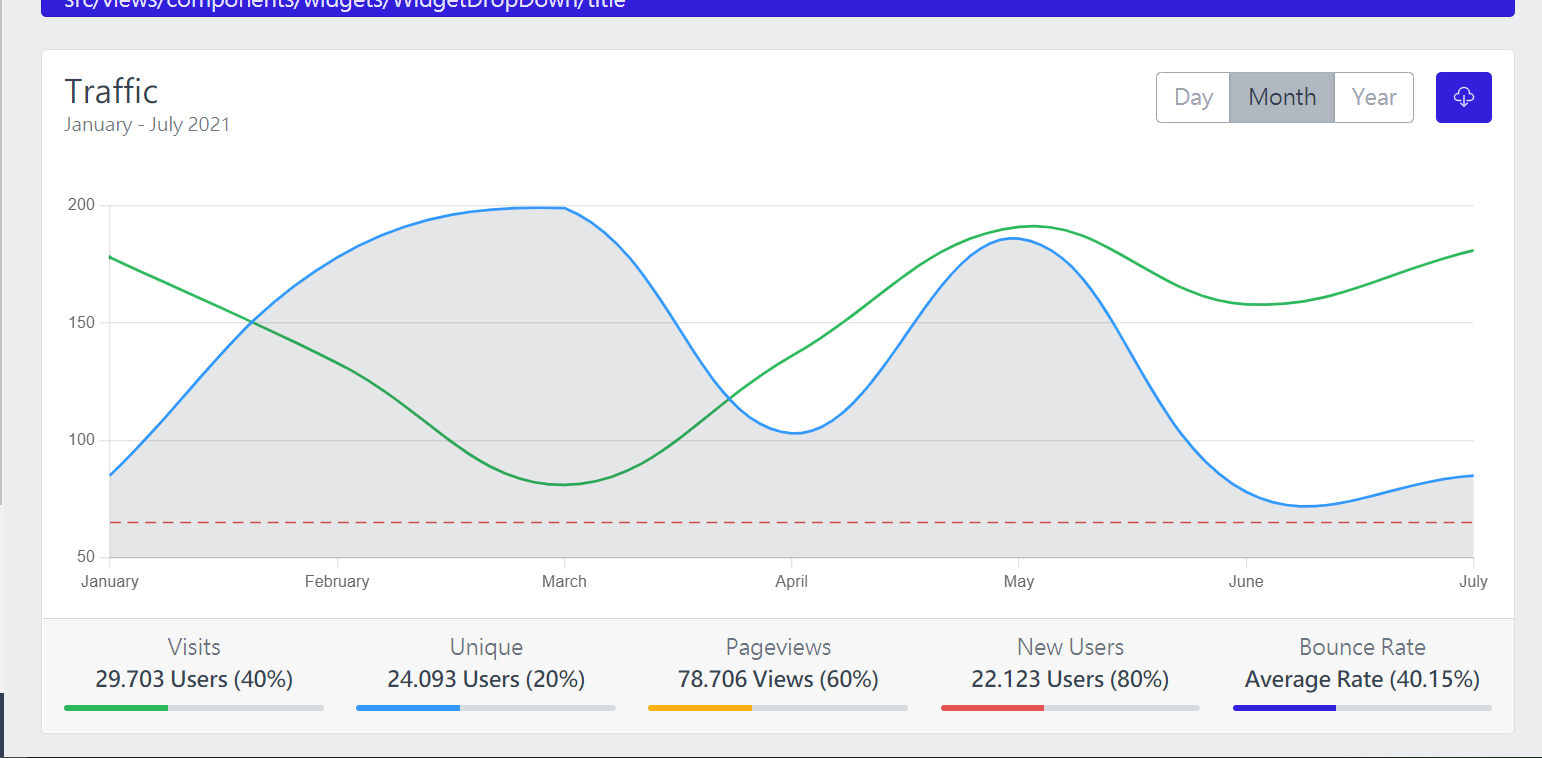 src/views/components/widgets/WidgetDropDown/title
Traffic
January - July 2021
Day Month Year
200
150
100
50
January February March April May June July
Visits Unique Pageviews New Users Bounce Rate
29.703 Users (40%) 24.093 Users (20%) 78.706 Views (60%) 22.123 Users (80%) Average Rate (40.15%)